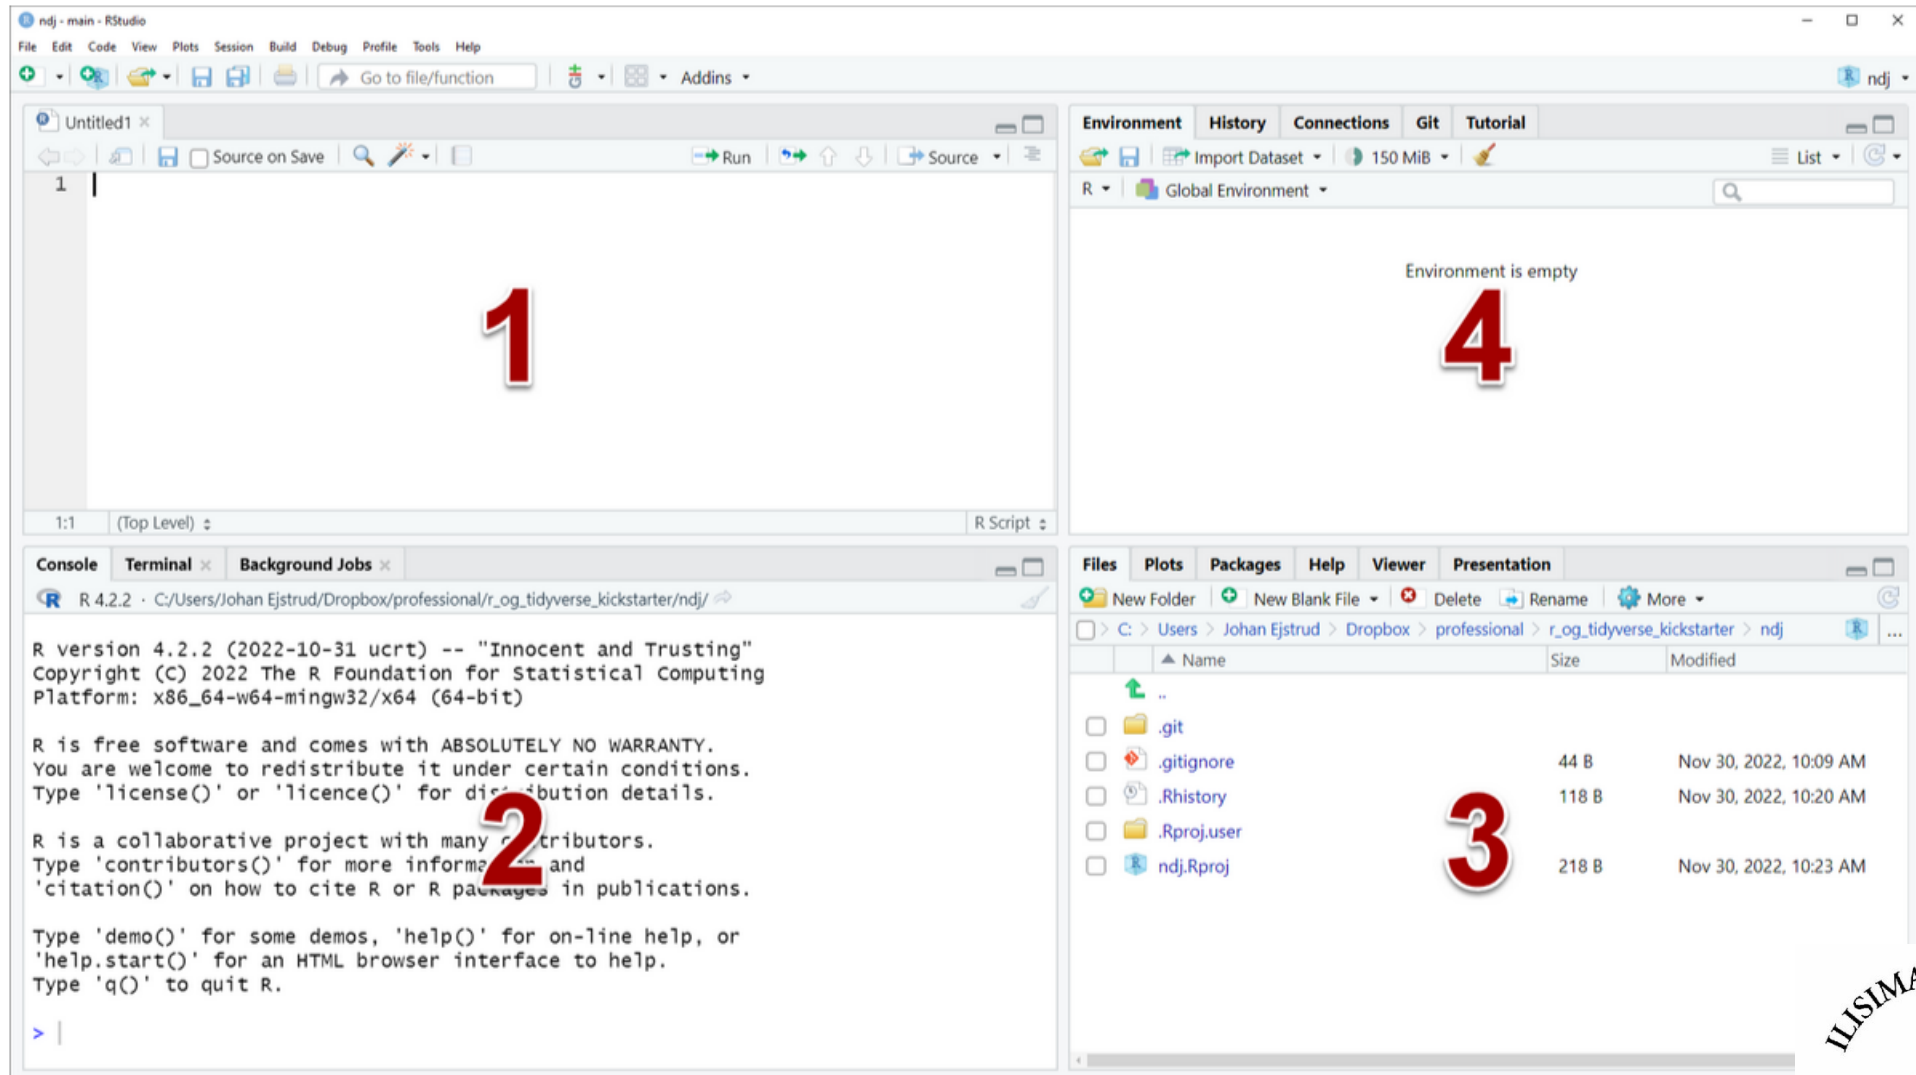 ndj - main - RStudio
File Edit Code View Plots Session Build Debug Profile Tools Help
Go to file/function Addins ndj
Untitled1
Source on Save Run Source
1
1
1:1 (Top Level) R Script
Environment History Connections Git Tutorial
Import Dataset 150 MiB List
R Global Environment
Environment is empty
4
Console Terminal Background Jobs
R 4.2.2 · C:/Users/Johan Ejstrud/Dropbox/professional/r_og_tidyverse_kickstarter/ndj/
R version 4.2.2 (2022-10-31 ucrt) -- "Innocent and Trusting"
Copyright (C) 2022 The R Foundation for Statistical Computing
Platform: x86_64-w64-mingw32/x64 (64-bit)
R is free software and comes with ABSOLUTELY NO WARRANTY.
You are welcome to redistribute it under certain conditions.
Type 'license()' or 'licence()' for distribution details.
R is a collaborative project with many contributors.
Type 'contributors()' for more information and
'citation()' on how to cite R or R packages in publications.
Type 'demo()' for some demos, 'help()' for on-line help, or
'help.start()' for an HTML browser interface to help.
Type 'q()' to quit R.
>
2
Files Plots Packages Help Viewer Presentation
New Folder New Blank File Delete Rename More
C: > Users > Johan Ejstrud > Dropbox > professional > r_og_tidyverse_kickstarter > ndj ...
Name Size Modified
..
.git
.gitignore 44 B Nov 30, 2022, 10:09 AM
.Rhistory 118 B Nov 30, 2022, 10:20 AM
.Rproj.user
ndj.Rproj 218 B Nov 30, 2022, 10:23 AM
3